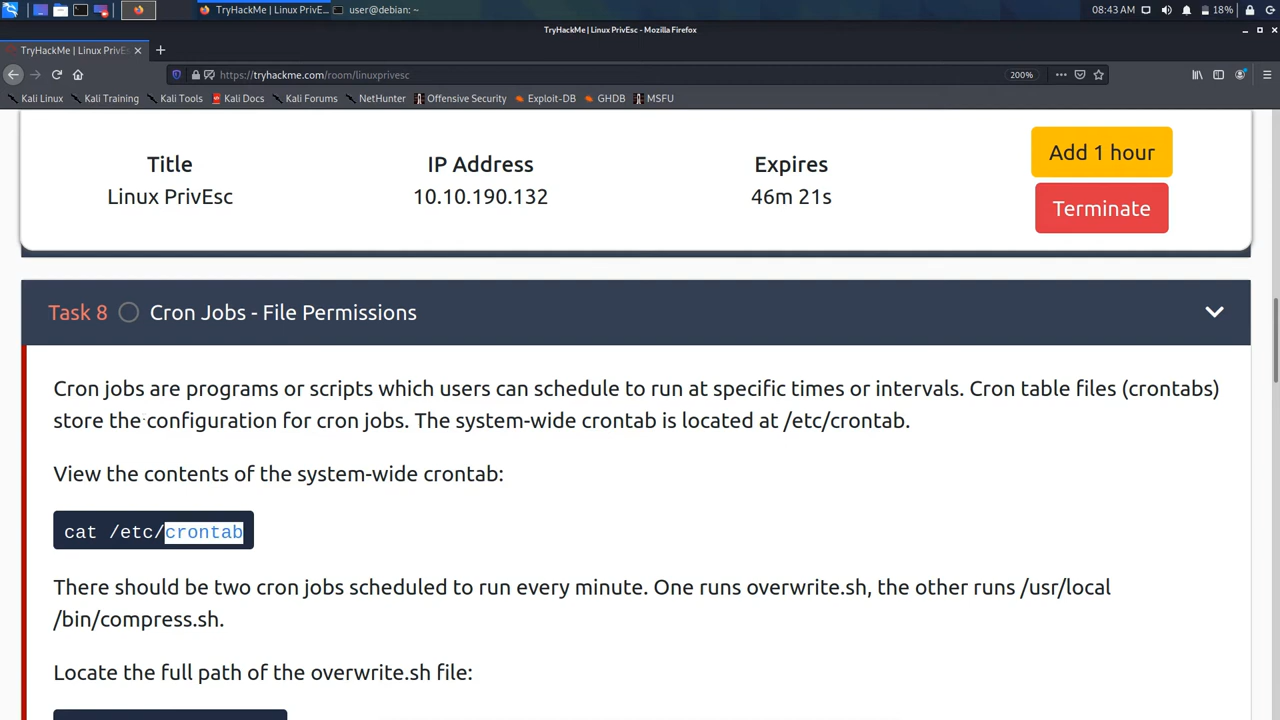 TryHackMe | Linux PrivE...
user@debian: ~
08:43 AM
18%
TryHackMe | Linux PrivEsc - Mozilla Firefox
TryHackMe | Linux PrivEs
https://tryhackme.com/room/linuxprivesc
200%
Kali Linux
Kali Training
Kali Tools
Kali Docs
Kali Forums
NetHunter
Offensive Security
Exploit-DB
GHDB
MSFU
Title IP Address Expires
Add 1 hour
Linux PrivEsc 10.10.190.132 46m 21s
Terminate
Task 8 Cron Jobs - File Permissions
Cron jobs are programs or scripts which users can schedule to run at specific times or intervals. Cron table files (crontabs)
store the configuration for cron jobs. The system-wide crontab is located at /etc/crontab.
View the contents of the system-wide crontab:
cat /etc/crontab
There should be two cron jobs scheduled to run every minute. One runs overwrite.sh, the other runs /usr/local
/bin/compress.sh.
Locate the full path of the overwrite.sh file: